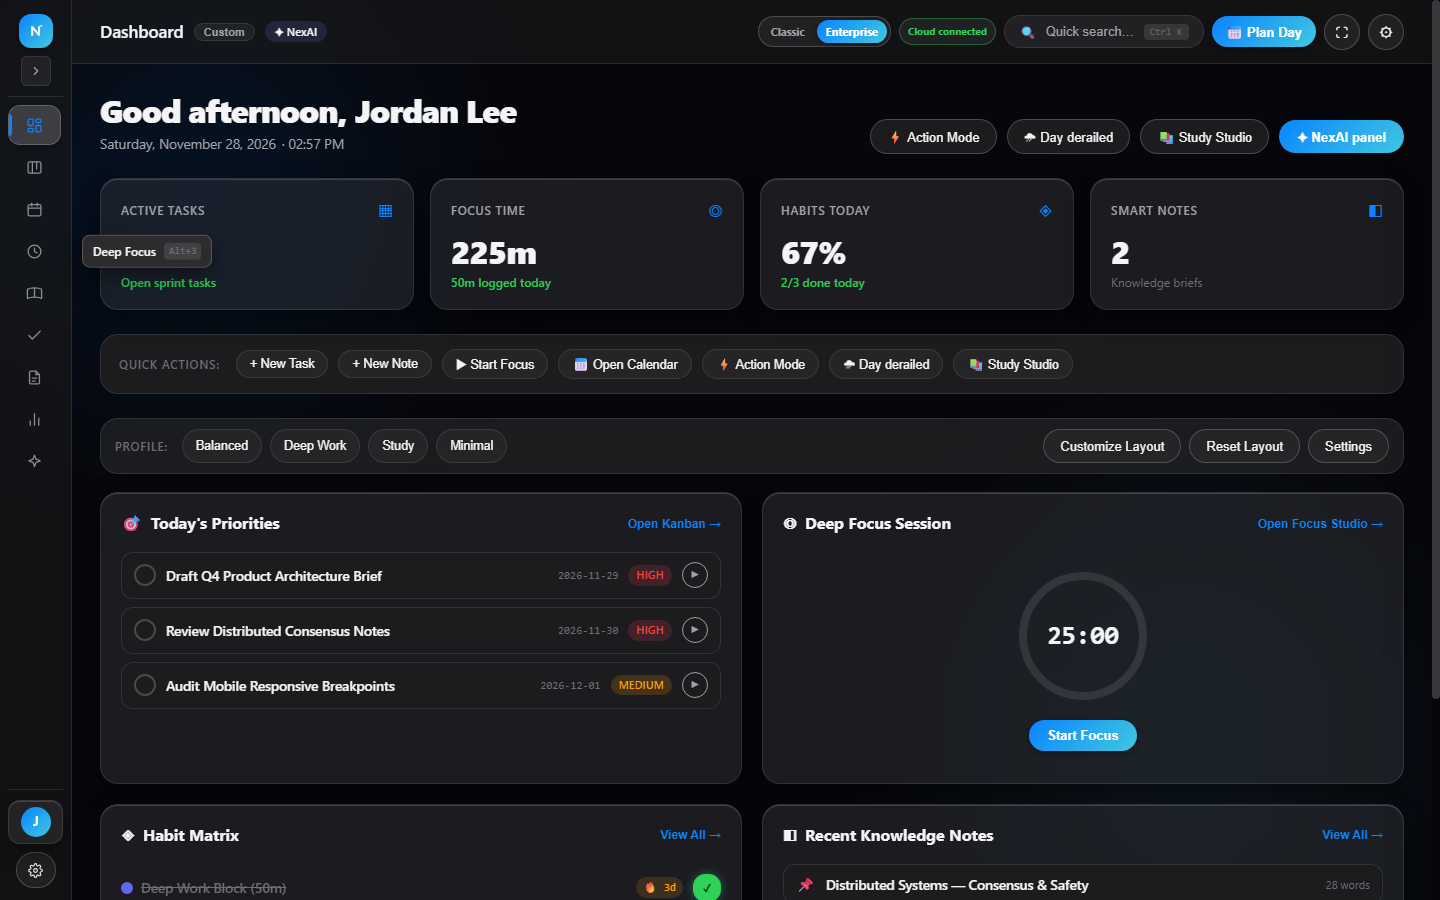 N
Dashboard Custom ✦ NexAI
Classic Enterprise Cloud connected Quick search... Ctrl K Plan Day
Good afternoon, Jordan Lee
Saturday, November 28, 2026 · 02:57 PM
Action Mode Day derailed Study Studio ✦ NexAI panel
ACTIVE TASKS
Open sprint tasks
Deep Focus Alt+3
FOCUS TIME
225m
50m logged today
HABITS TODAY
67%
2/3 done today
SMART NOTES
2
Knowledge briefs
QUICK ACTIONS: + New Task + New Note ▶ Start Focus Open Calendar Action Mode Day derailed Study Studio
PROFILE: Balanced Deep Work Study Minimal Customize Layout Reset Layout Settings
Today's Priorities Open Kanban →
Draft Q4 Product Architecture Brief 2026-11-29 HIGH
Review Distributed Consensus Notes 2026-11-30 HIGH
Audit Mobile Responsive Breakpoints 2026-12-01 MEDIUM
Deep Focus Session Open Focus Studio →
25:00
Start Focus
Habit Matrix View All →
Deep Work Block (50m) 3d ✓
Recent Knowledge Notes View All →
Distributed Systems — Consensus & Safety 28 words
J